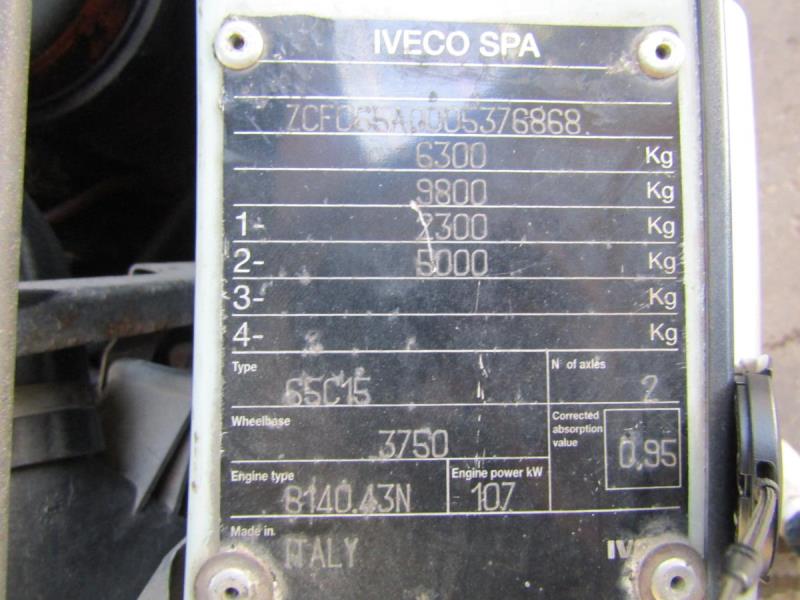 IVECO SPA
ZCFC65A0005376868
6300 Kg
9800 Kg
1- 2300 Kg
2- 5000 Kg
3- Kg
4- Kg
Type N° of axles
65C15 2
Wheelbase Corrected absorption value
3750 0,95
Engine type Engine power kW
8140.43N 107
Made in
ITALY